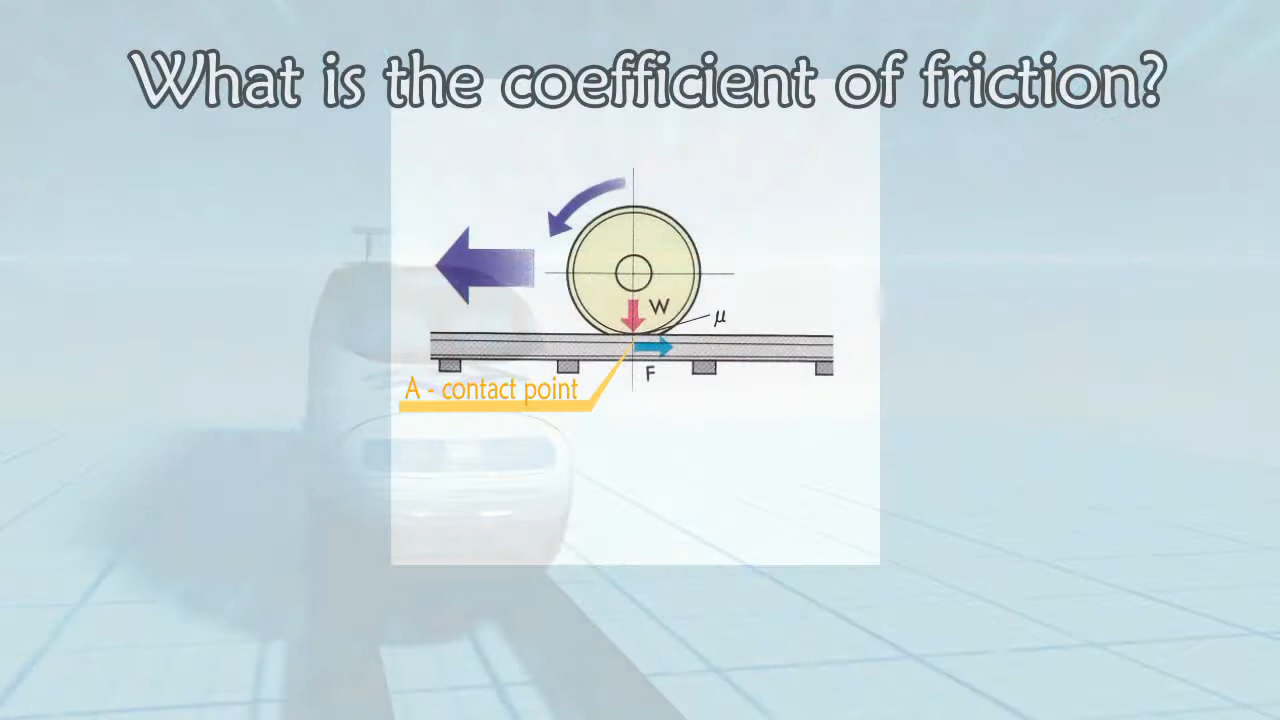 What is the coefficient of friction?
W
μ
F
A - contact point